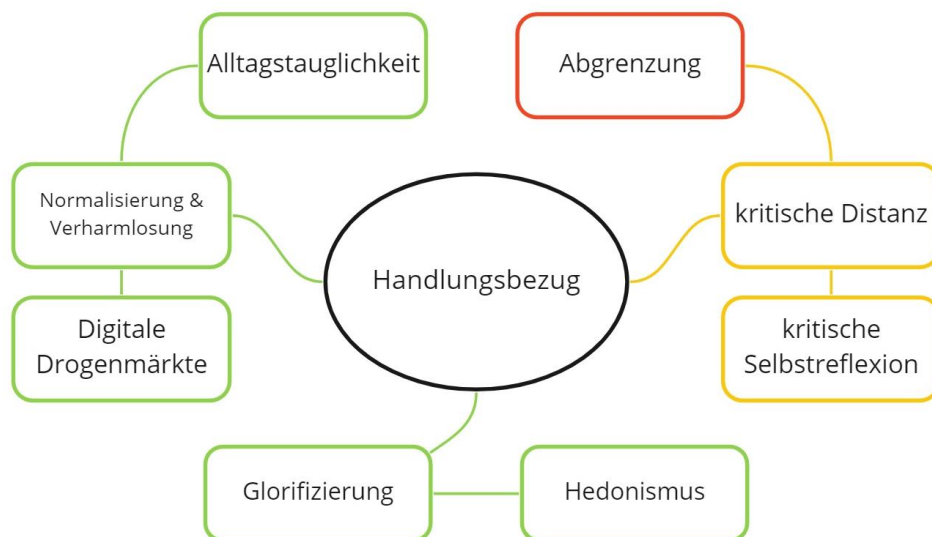 Alltagstauglichkeit
Abgrenzung
Normalisierung &
Verharmlosung
kritische Distanz
Handlungsbezug
Digitale
Drogenmärkte
kritische
Selbstreflexion
Glorifizierung
Hedonismus